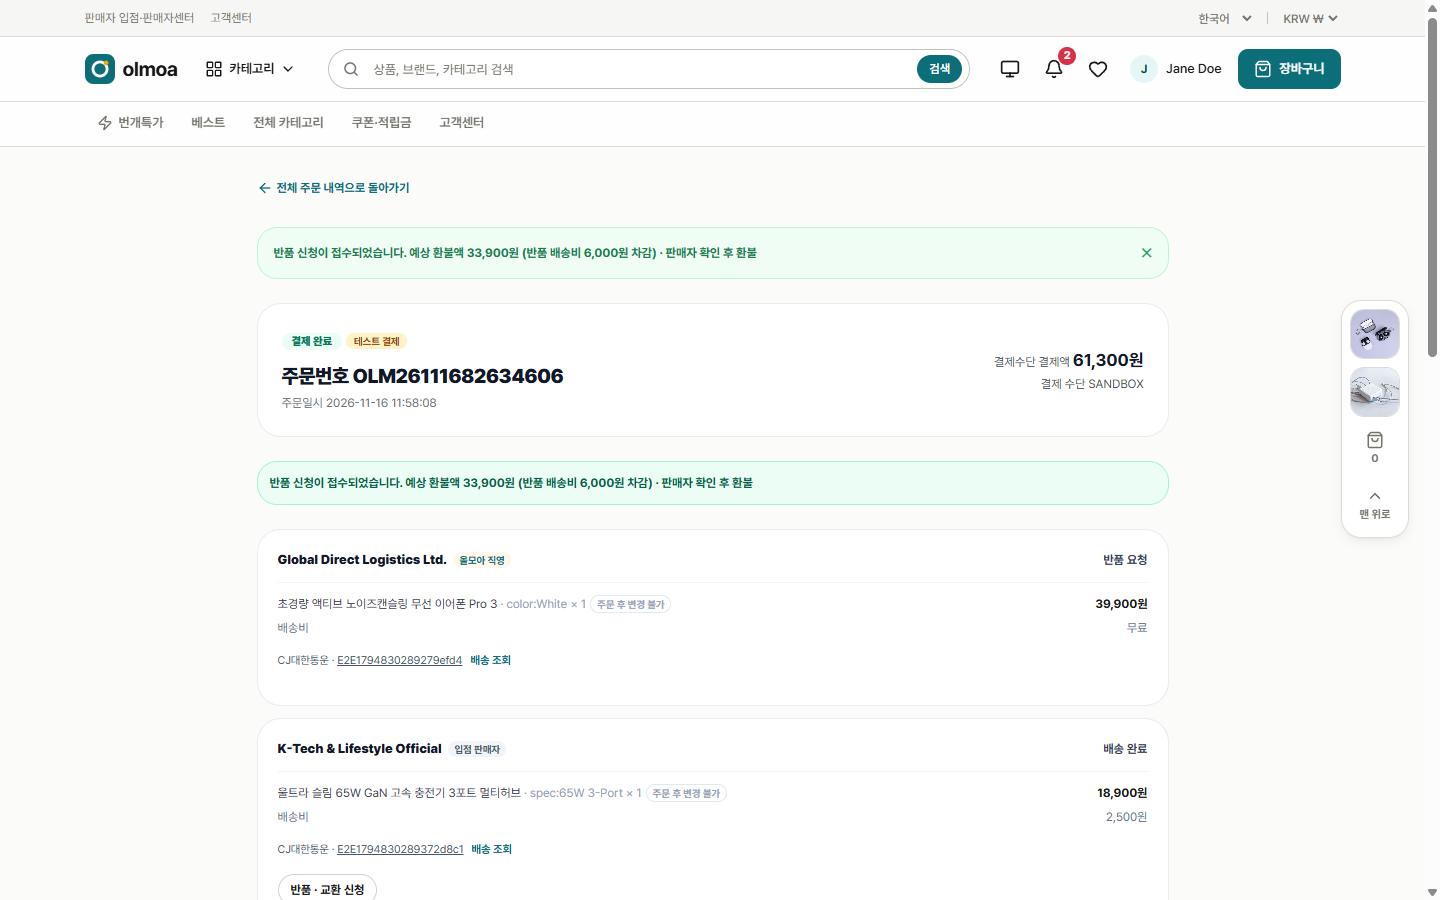 판매자 입점·판매자센터 고객센터 한국어 KRW ₩
olmoa 카테고리 상품, 브랜드, 카테고리 검색 검색 2 J Jane Doe 장바구니
번개특가 베스트 전체 카테고리 쿠폰·적립금 고객센터
전체 주문 내역으로 돌아가기
반품 신청이 접수되었습니다. 예상 환불액 33,900원 (반품 배송비 6,000원 차감) · 판매자 확인 후 환불
결제 완료 테스트 결제
주문번호 OLM26111682634606
주문일시 2026-11-16 11:58:08
결제수단 결제액 61,300원
결제 수단 SANDBOX
반품 신청이 접수되었습니다. 예상 환불액 33,900원 (반품 배송비 6,000원 차감) · 판매자 확인 후 환불
Global Direct Logistics Ltd. 올모아 직영 반품 요청
초경량 액티브 노이즈캔슬링 무선 이어폰 Pro 3 · color:White × 1 주문 후 변경 불가 39,900원
배송비 무료
CJ대한통운 · E2E1794830289279efd4 배송 조회
K-Tech & Lifestyle Official 입점 판매자 배송 완료
울트라 슬림 65W GaN 고속 충전기 3포트 멀티허브 · spec:65W 3-Port × 1 주문 후 변경 불가 18,900원
배송비 2,500원
CJ대한통운 · E2E1794830289372d8c1 배송 조회
반품 · 교환 신청
0
맨 위로